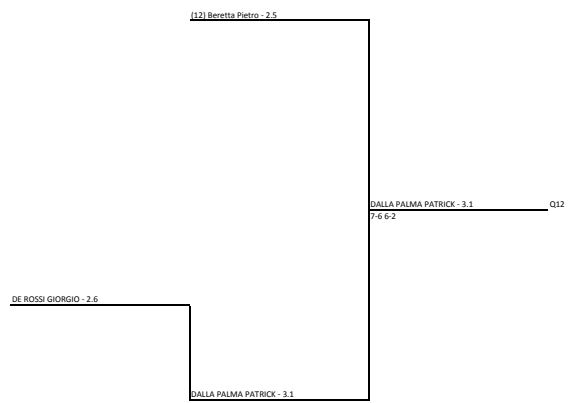 (12) Beretta Pietro - 2.5
DALLA PALMA PATRICK - 3.1 Q12
7-6 6-2
DE ROSSI GIORGIO - 2.6
DALLA PALMA PATRICK - 3.1